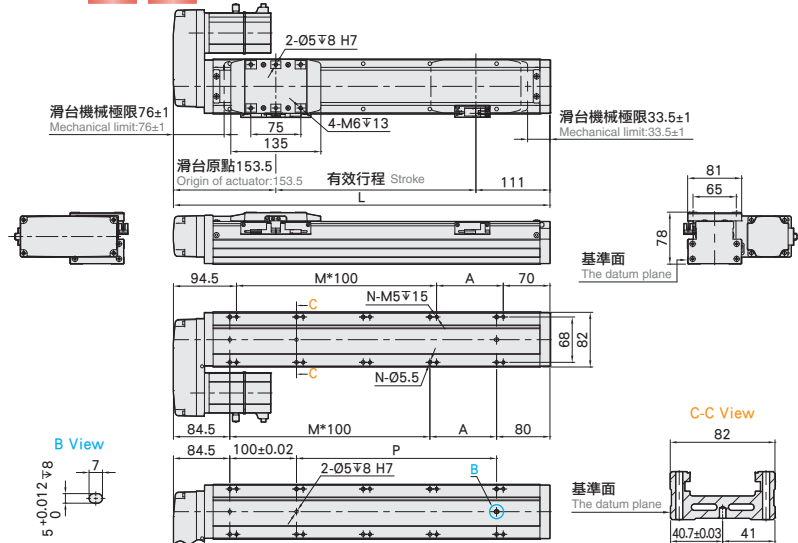 2-Ø5↧8 H7
滑台機械極限76±1
Mechanical limit:76±1
滑台機械極限33.5±1
Mechanical limit:33.5±1
75
4-M6↧13
135
滑台原點153.5
Origin of actuator:153.5
有效行程 Stroke
111
L
81
65
78
基準面
The datum plane
94.5
M*100
A
70
C
N-M5↧15
68
82
C
N-Ø5.5
84.5
M*100
A
80
C-C View
82
B View
7
5 +0.012 0 ↧8
84.5
100±0.02
P
2-Ø5↧8 H7
B
基準面
The datum plane
40.7±0.03
41